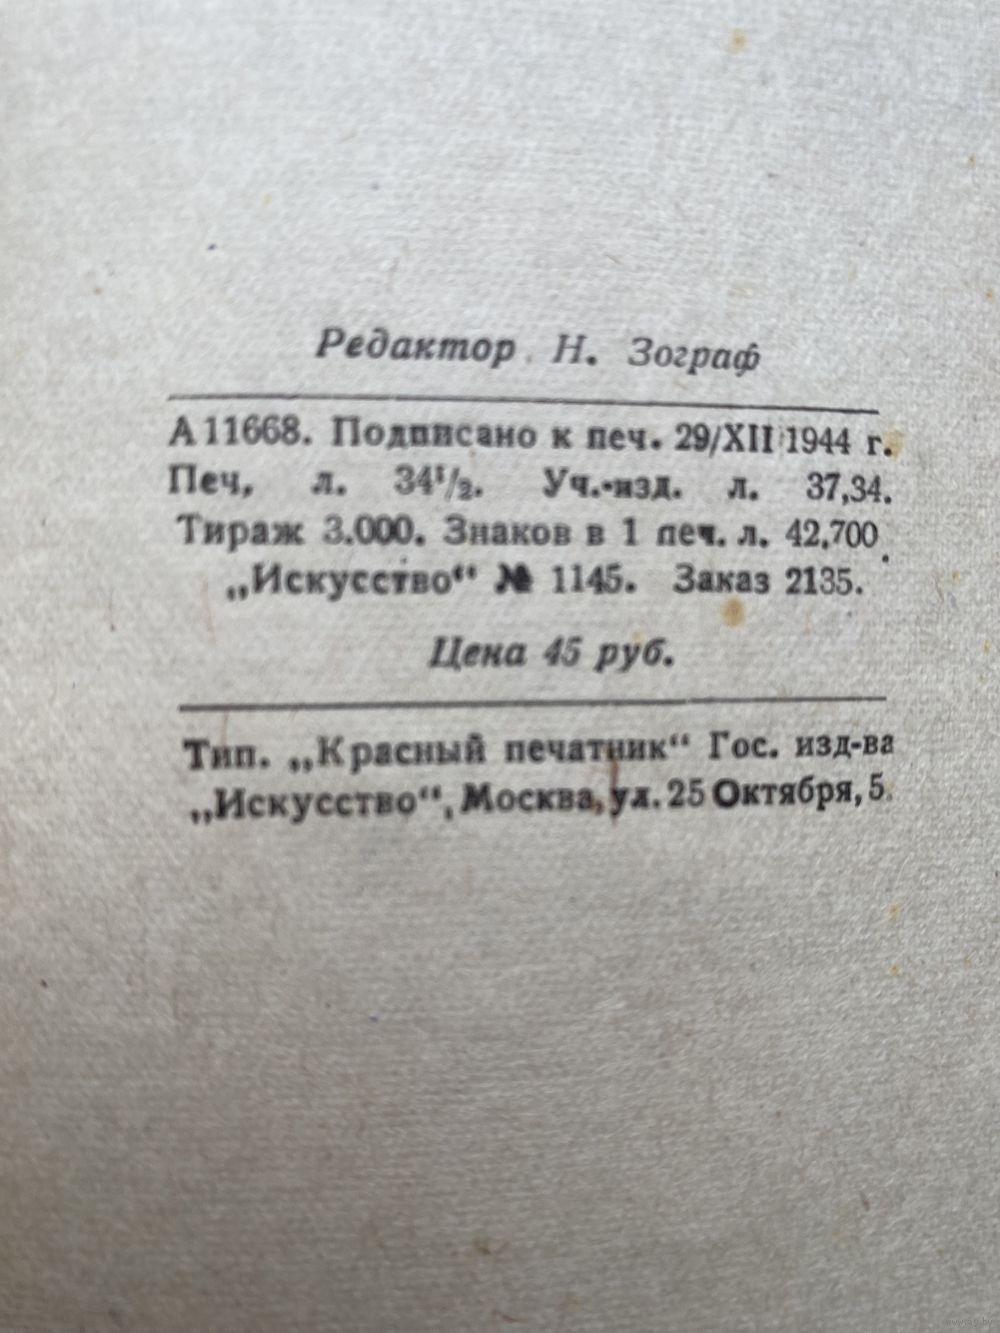 Редактор Н. Зограф
А 11668. Подписано к печ. 29/XII 1944 г.
Печ. л. 34¹/₂. Уч.-изд. л. 37,34.
Тираж 3.000. Знаков в 1 печ. л. 42,700.
„Искусство“ № 1145. Заказ 2135.
Цена 45 руб.
Тип. „Красный печатник“ Гос. изд-ва
„Искусство“, Москва, ул. 25 Октября, 5.